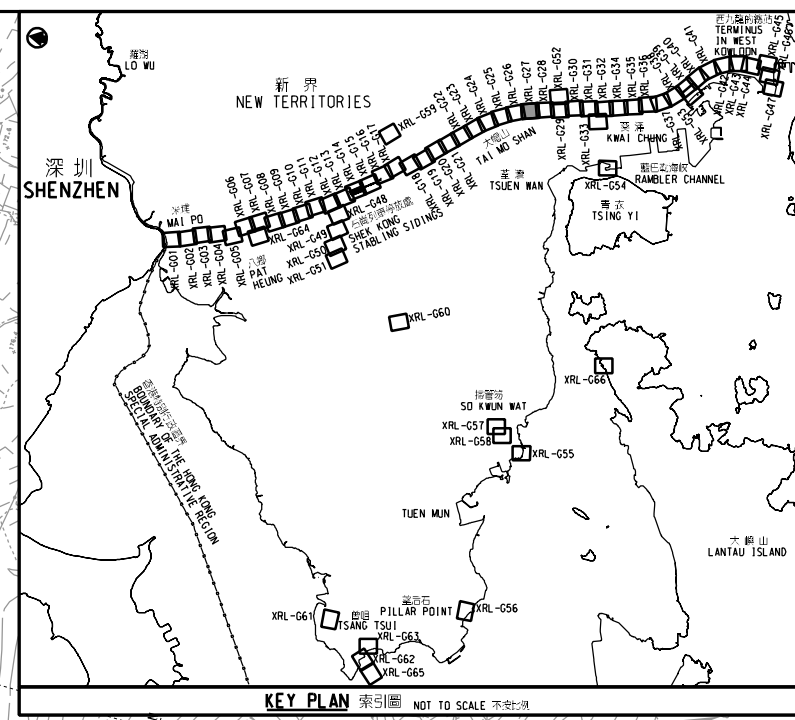 羅湖
LO WU
新 界
NEW TERRITORIES
深 圳
SHENZHEN
米埔
MAI PO
XRL-G01
XRL-G02
XRL-G03
XRL-G04
XRL-G05
XRL-G06
XRL-G07
XRL-G08
XRL-G09
XRL-G10
XRL-G11
XRL-G12
XRL-G13
XRL-G14
XRL-G15
XRL-G16
XRL-G17
XRL-G59
XRL-G18
XRL-G19
XRL-G20
XRL-G21
XRL-G22
XRL-G23
XRL-G24
XRL-G25
XRL-G26
XRL-G27
XRL-G28
XRL-G52
XRL-G29
XRL-G30
XRL-G31
XRL-G32
XRL-G33
XRL-G34
XRL-G35
XRL-G36
XRL-G37
XRL-G39
XRL-G40
XRL-G41
XRL-G42
XRL-G43
XRL-G44
XRL-G45
XRL-G47
西九龍的總站
TERMINUS
IN WEST
KOWLOON
大帽山
TAI MO SHAN
荃灣
TSUEN WAN
葵涌
KWAI CHUNG
藍巴勒海峽
RAMBLER CHANNEL
XRL-G54
青衣
TSING YI
XRL-G64
八鄉
PAT
HEUNG
XRL-G48
XRL-G49
XRL-G50
XRL-G51
石崗列車停放處
SHEK KONG
STABLING SIDINGS
XRL-G60
XRL-G66
香港特別行政區界
BOUNDARY OF THE HONG KONG
SPECIAL ADMINISTRATIVE REGION
掃管笏
SO KWUN WAT
XRL-G57
XRL-G58
XRL-G55
TUEN MUN
大嶼山
LANTAU ISLAND
望后石
PILLAR POINT
XRL-G56
XRL-G61
曾咀
TSANG TSUI
XRL-G63
XRL-G62
XRL-G65
KEY PLAN 索引圖 NOT TO SCALE 不按比例